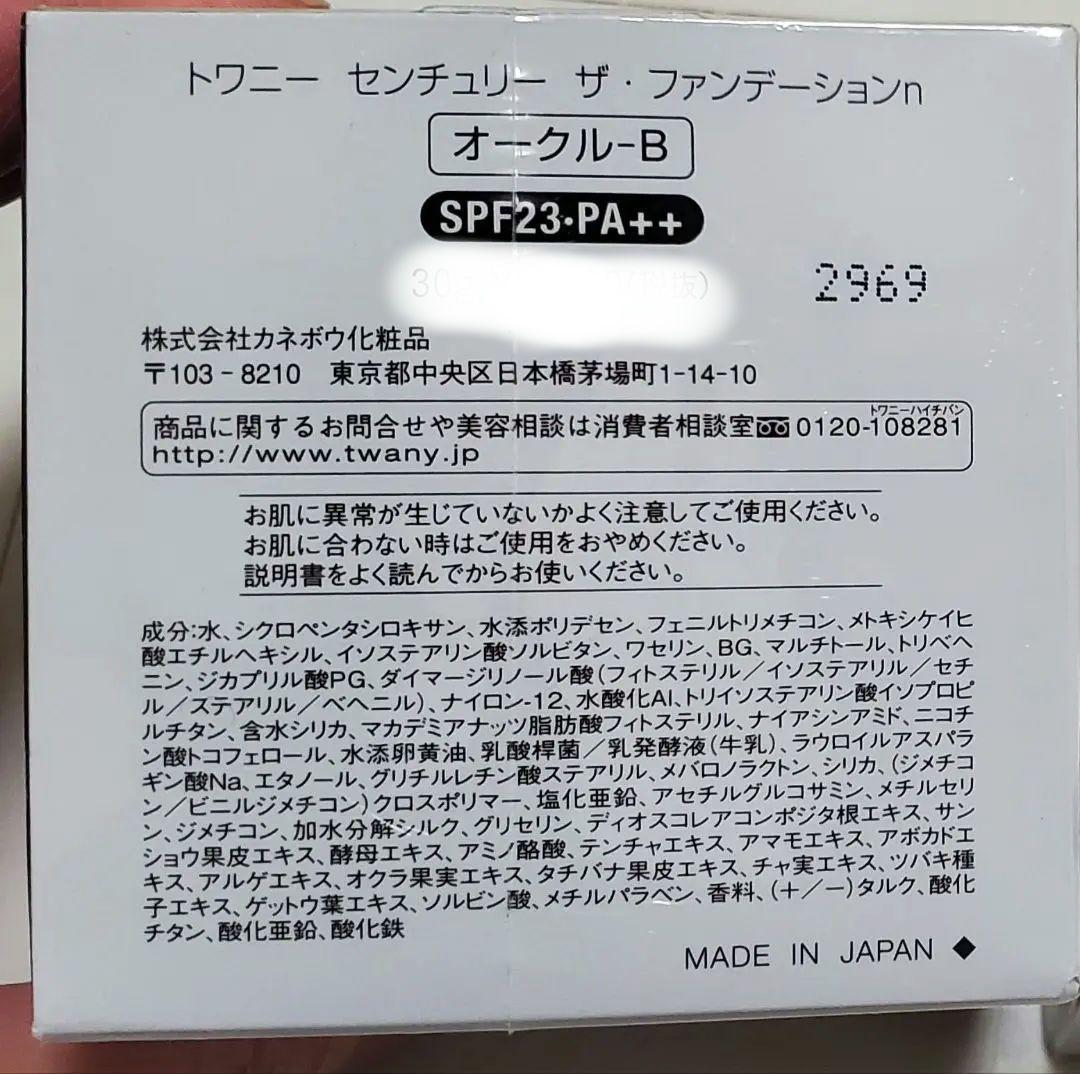 トワニー センチュリー ザ・ファンデーションn
オークル-B
SPF23・PA++
30g
税抜)
2969
株式会社カネボウ化粧品
〒103-8210 東京都中央区日本橋茅場町1-14-10
トワニーハイチバン
商品に関するお問合せや美容相談は消費者相談室 0120-108281
http://www.twany.jp
お肌に異常が生じていないかよく注意してご使用ください。
お肌に合わない時はご使用をおやめください。
説明書をよく読んでからお使いください。
成分:水、シクロペンタシロキサン、水添ポリデセン、フェニルトリメチコン、メトキシケイヒ
酸エチルヘキシル、イソステアリン酸ソルビタン、ワセリン、BG、マルチトール、トリベヘ
ニン、ジカプリル酸PG、ダイマージリノール酸(フィトステリル/イソステアリル/セチ
ル/ステアリル/ベヘニル)、ナイロン-12、水酸化Al、トリイソステアリン酸イソプロピ
ルチタン、含水シリカ、マカデミアナッツ脂肪酸フィトステリル、ナイアシンアミド、ニコチ
ン酸トコフェロール、水添卵黄油、乳酸桿菌/乳発酵液(牛乳)、ラウロイルアスパラ
ギン酸Na、エタノール、グリチルレチン酸ステアリル、メバロノラクトン、シリカ、(ジメチコ
ン/ビニルジメチコン)クロスポリマー、塩化亜鉛、アセチルグルコサミン、メチルセリ
ン、ジメチコン、加水分解シルク、グリセリン、ディオスコレアコンポジタ根エキス、サン
ショウ果皮エキス、酵母エキス、アミノ酪酸、テンチャエキス、アマモエキス、アボカドエ
キス、アルゲエキス、オクラ果実エキス、タチバナ果皮エキス、チャ実エキス、ツバキ種
子エキス、ゲットウ葉エキス、ソルビン酸、メチルパラベン、香料、(+/-)タルク、酸化
チタン、酸化亜鉛、酸化鉄
MADE IN JAPAN ◆